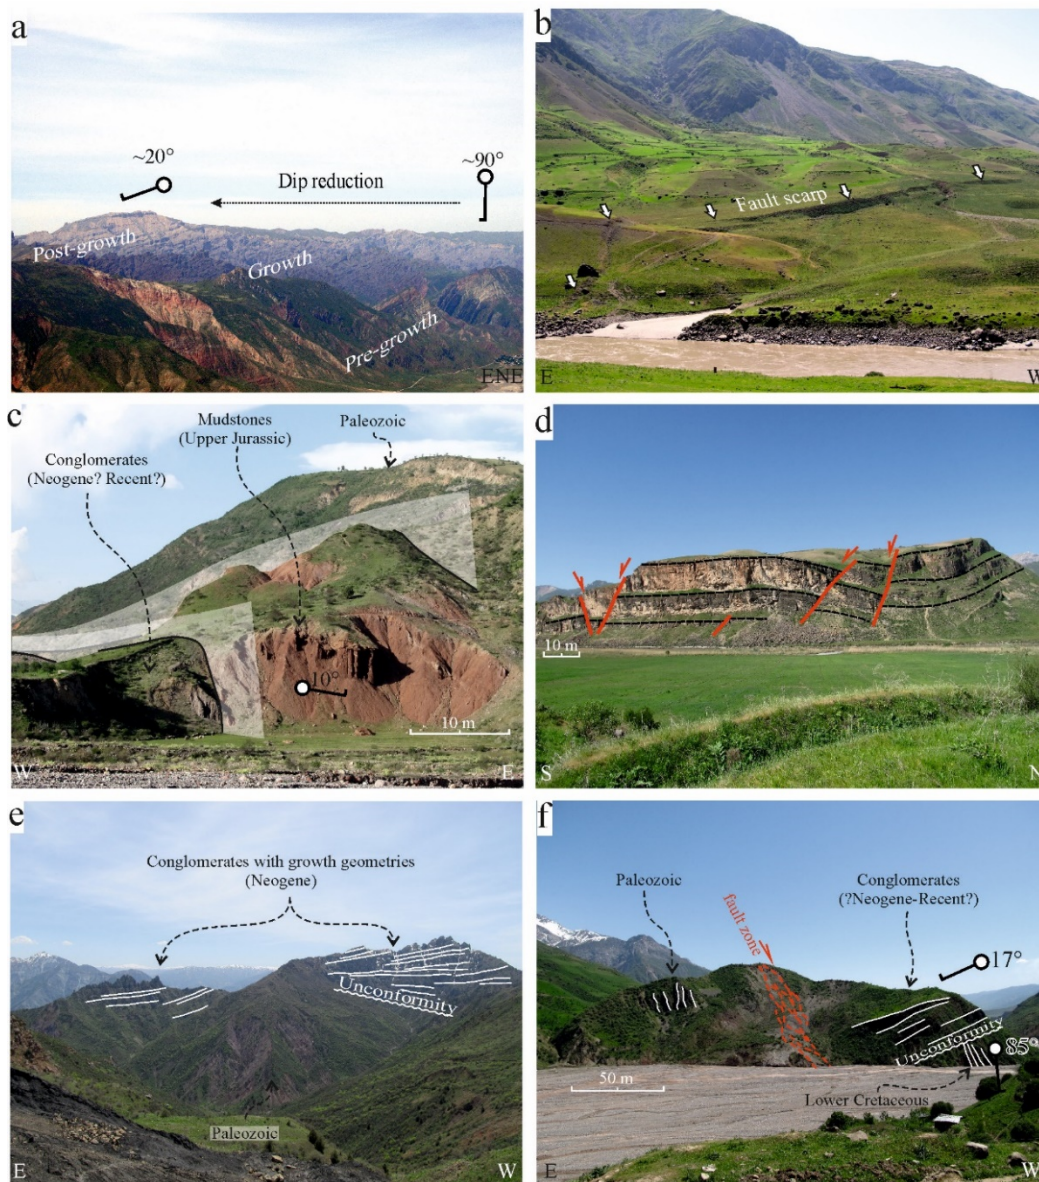 a
~20°
~90°
Dip reduction
Post-growth
Growth
Pre-growth
ENE
b
Fault scarp
E
W
c
Mudstones
(Upper Jurassic)
Paleozoic
Conglomerates
(Neogene? Recent?)
10°
10 m
W
E
d
10 m
S
N
e
Conglomerates with growth geometries
(Neogene)
Unconformity
Paleozoic
E
W
f
Paleozoic
fault zone
Conglomerates
(?Neogene-Recent?)
17°
Unconformity
85°
50 m
Lower Cretaceous
E
W